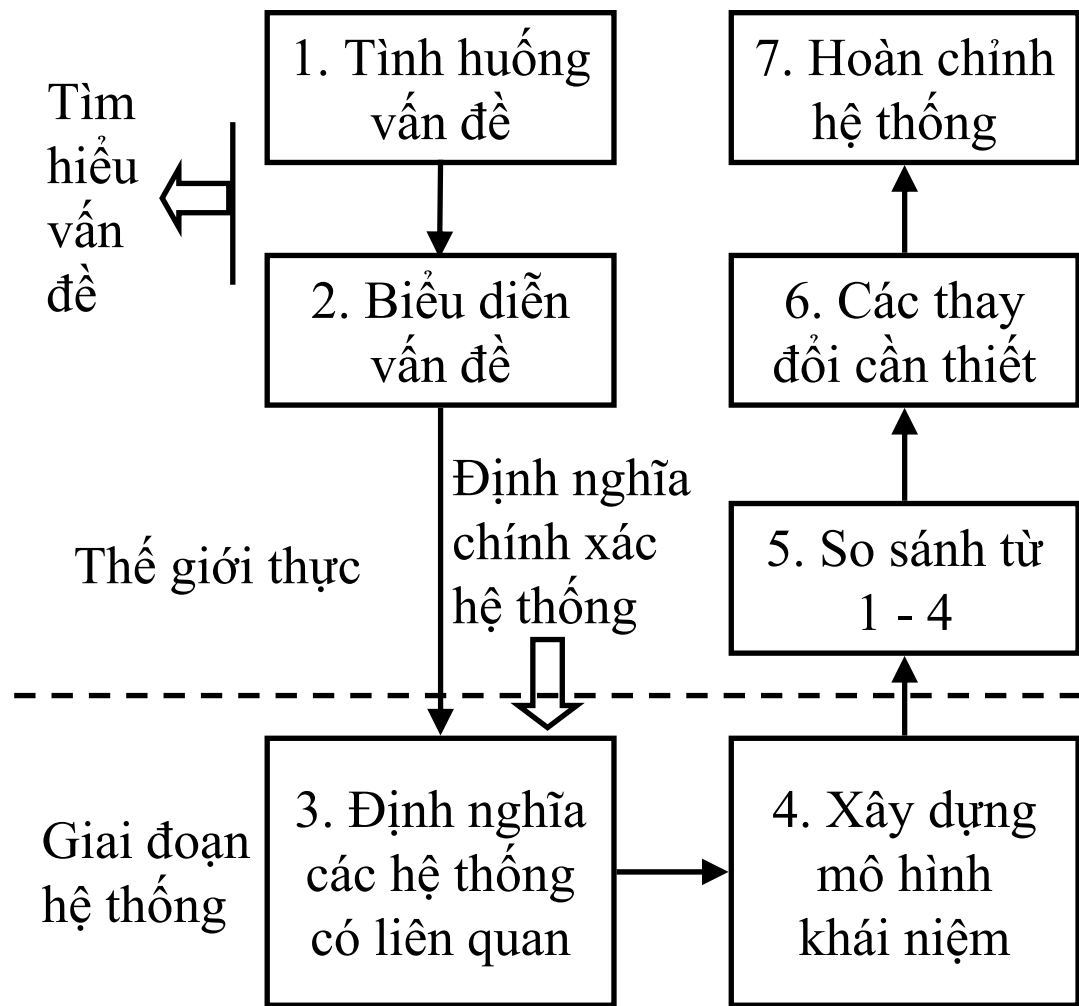 Tìm
hiểu
vấn
đề
1. Tình huống
vấn đề
2. Biểu diễn
vấn đề
Định nghĩa
chính xác
hệ thống
Thế giới thực
Giai đoạn
hệ thống
3. Định nghĩa
các hệ thống
có liên quan
4. Xây dựng
mô hình
khái niệm
5. So sánh từ
1 - 4
6. Các thay
đổi cần thiết
7. Hoàn chỉnh
hệ thống